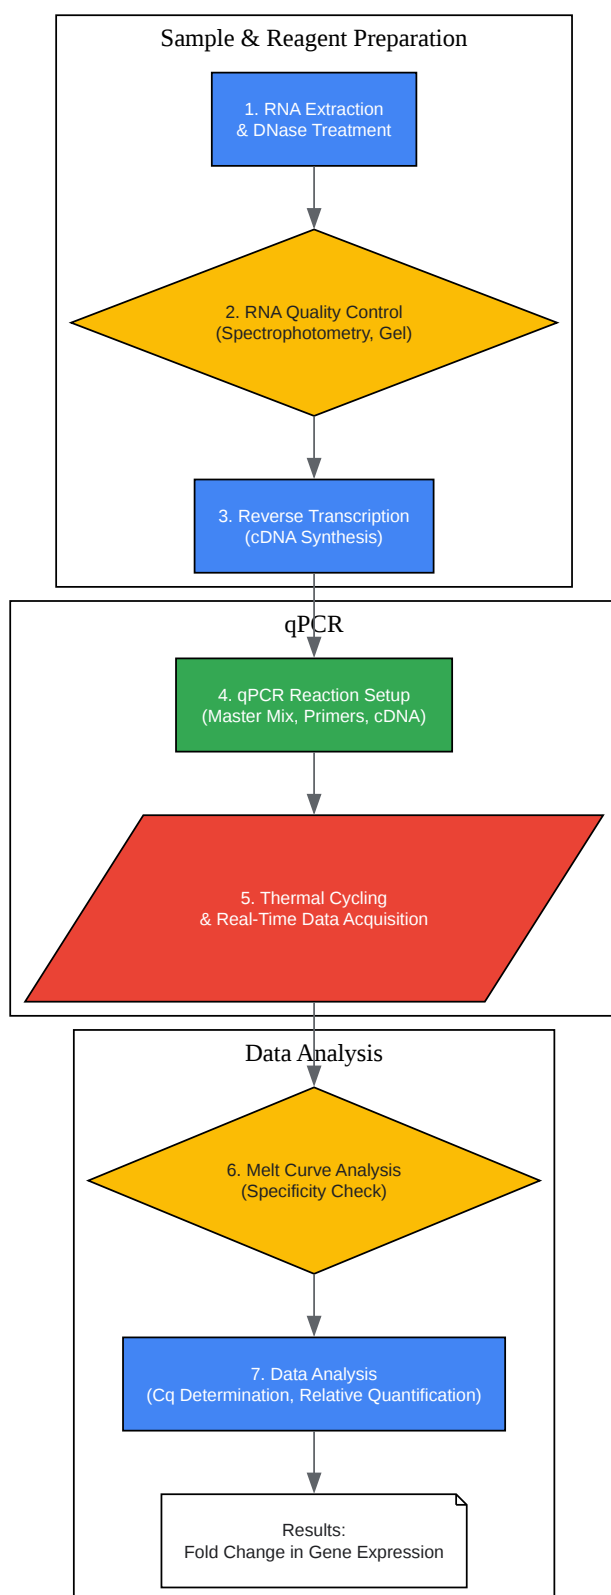 Sample & Reagent Preparation
1. RNA Extraction
& DNase Treatment
2. RNA Quality Control
(Spectrophotometry, Gel)
3. Reverse Transcription
(cDNA Synthesis)
qPCR
4. qPCR Reaction Setup
(Master Mix, Primers, cDNA)
5. Thermal Cycling
& Real-Time Data Acquisition
Data Analysis
6. Melt Curve Analysis
(Specificity Check)
7. Data Analysis
(Cq Determination, Relative Quantification)
Results:
Fold Change in Gene Expression